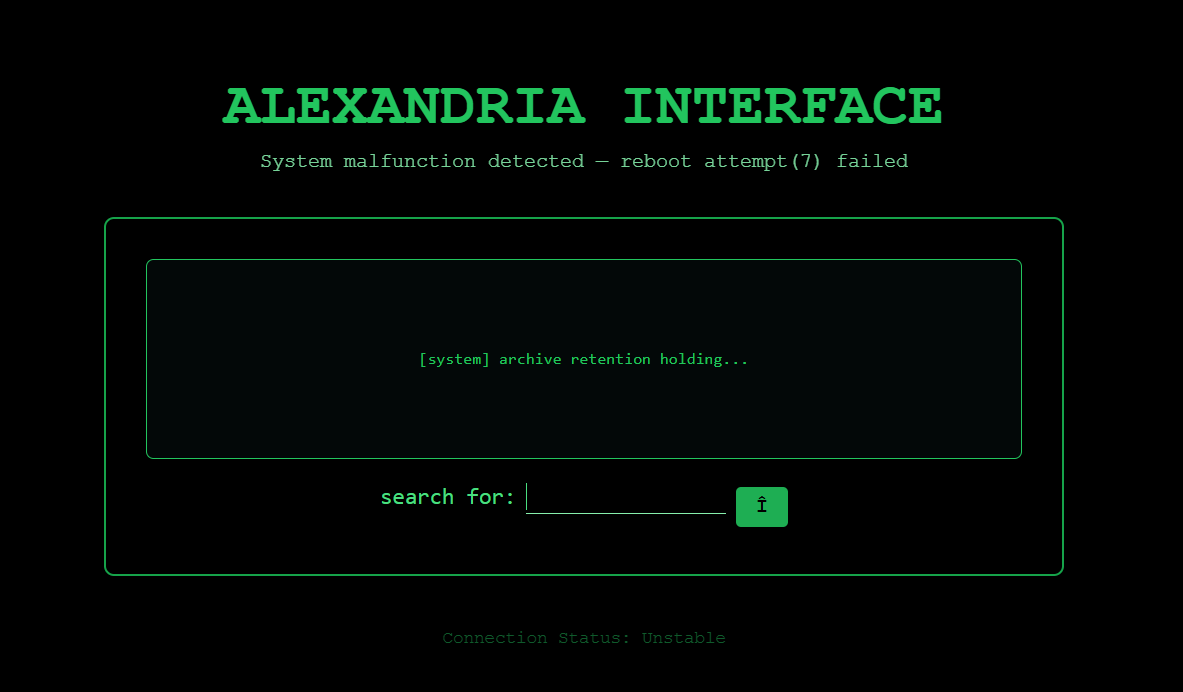 ALEXANDRIA INTERFACE
System malfunction detected — reboot attempt(7) failed
[system] archive retention holding...
search for:
Î
Connection Status: Unstable